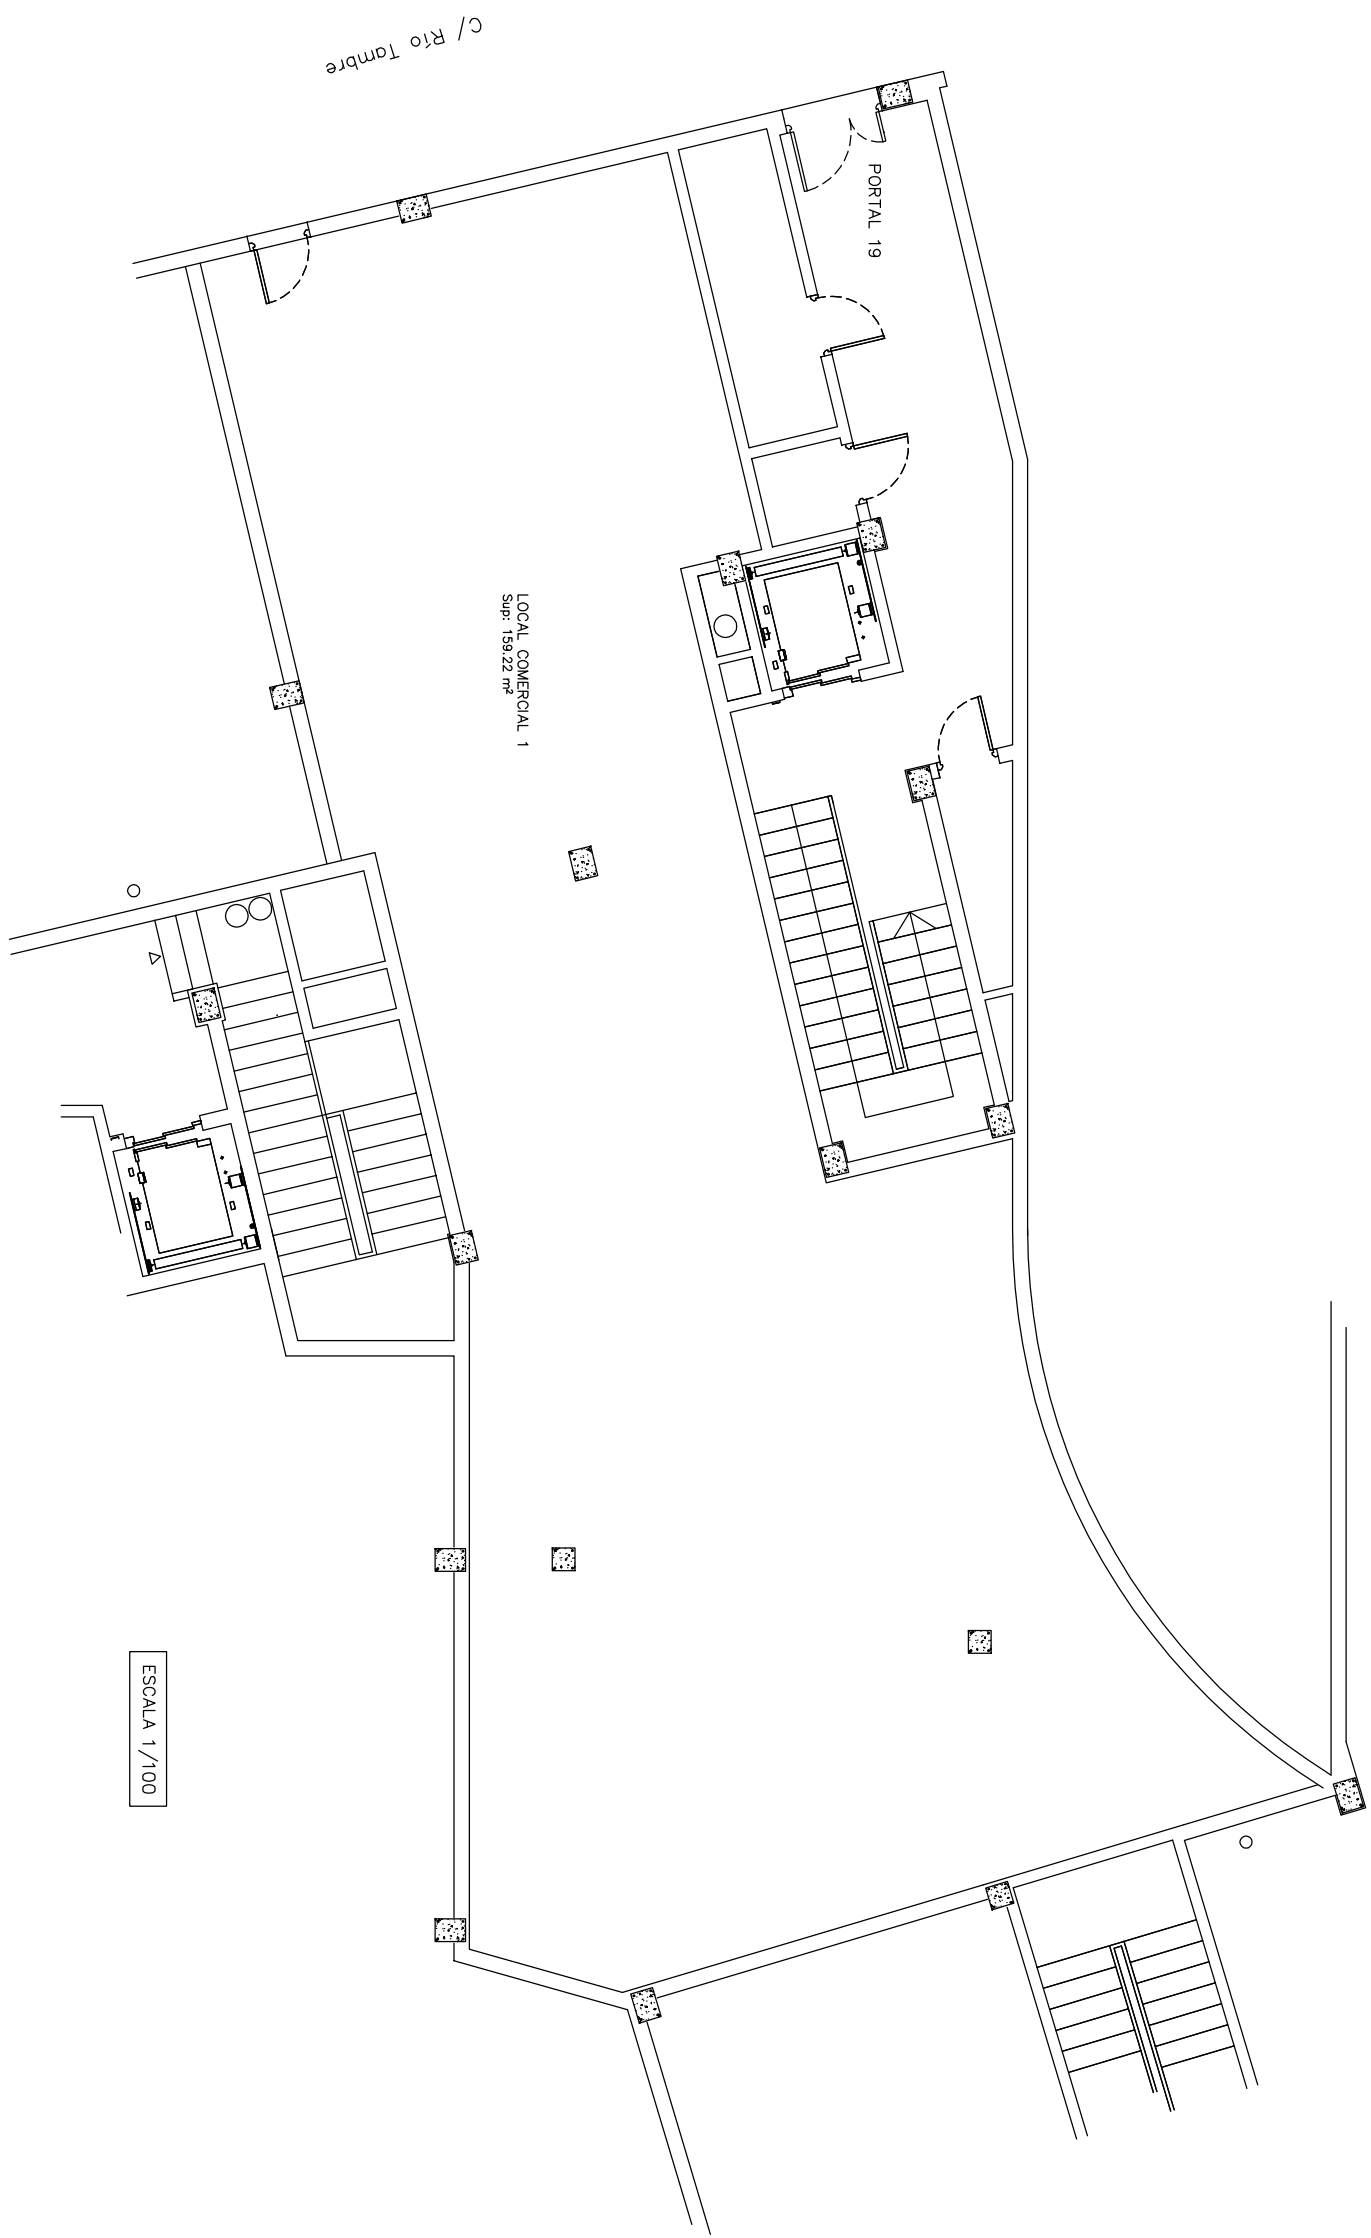 C/ Río Tambre
PORTAL 19
LOCAL COMERCIAL 1
Sup: 159.22 m²
ESCALA 1/100